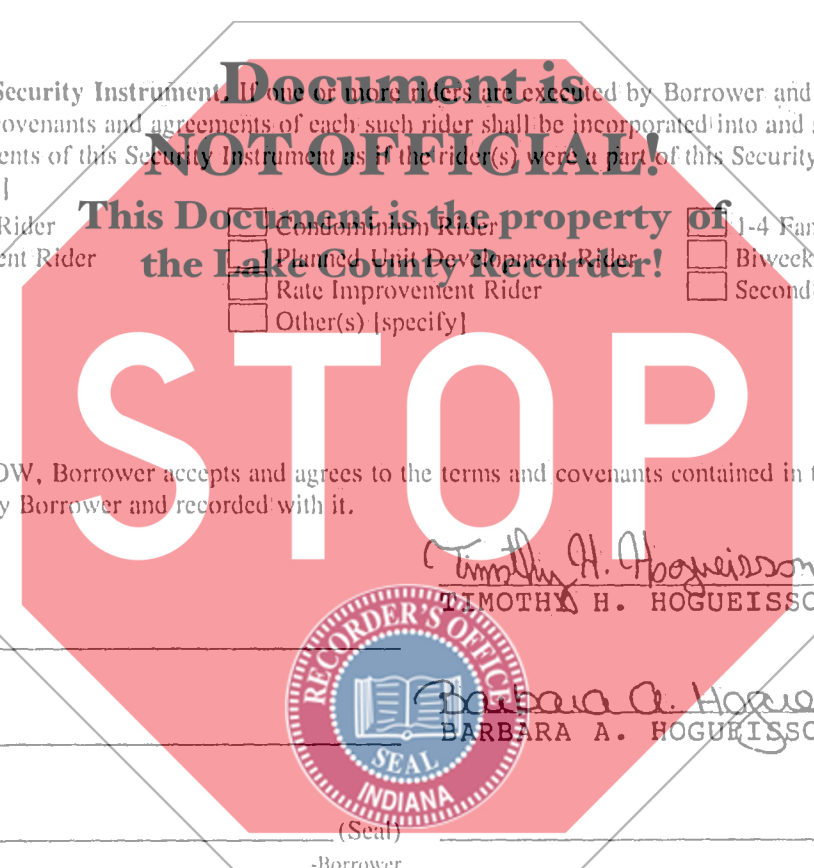 Document is
Security Instrument. If one or more riders are executed by Borrower and
ovenants and agreements of each such rider shall be incorporated into and
NOT OFFICIAL!
ents of this Security Instrument as if the rider(s) were a part of this Security
]
This Document is the property of
Rider Condominium Rider 1-4 Fam
the Lake County Recorder!
ent Rider Planned Unit Development Rider Biweek
Rate Improvement Rider Second
Other(s) [specify]
STOP
OW, Borrower accepts and agrees to the terms and covenants contained in t
y Borrower and recorded with it.
Timothy H. Hogueisson
TIMOTHY H. HOGUEISSO
RECORDER'S OFFICE
Barbara A. Hogue
BARBARA A. HOGUEISSO
SEAL
INDIANA
(Seal)
-Borrower